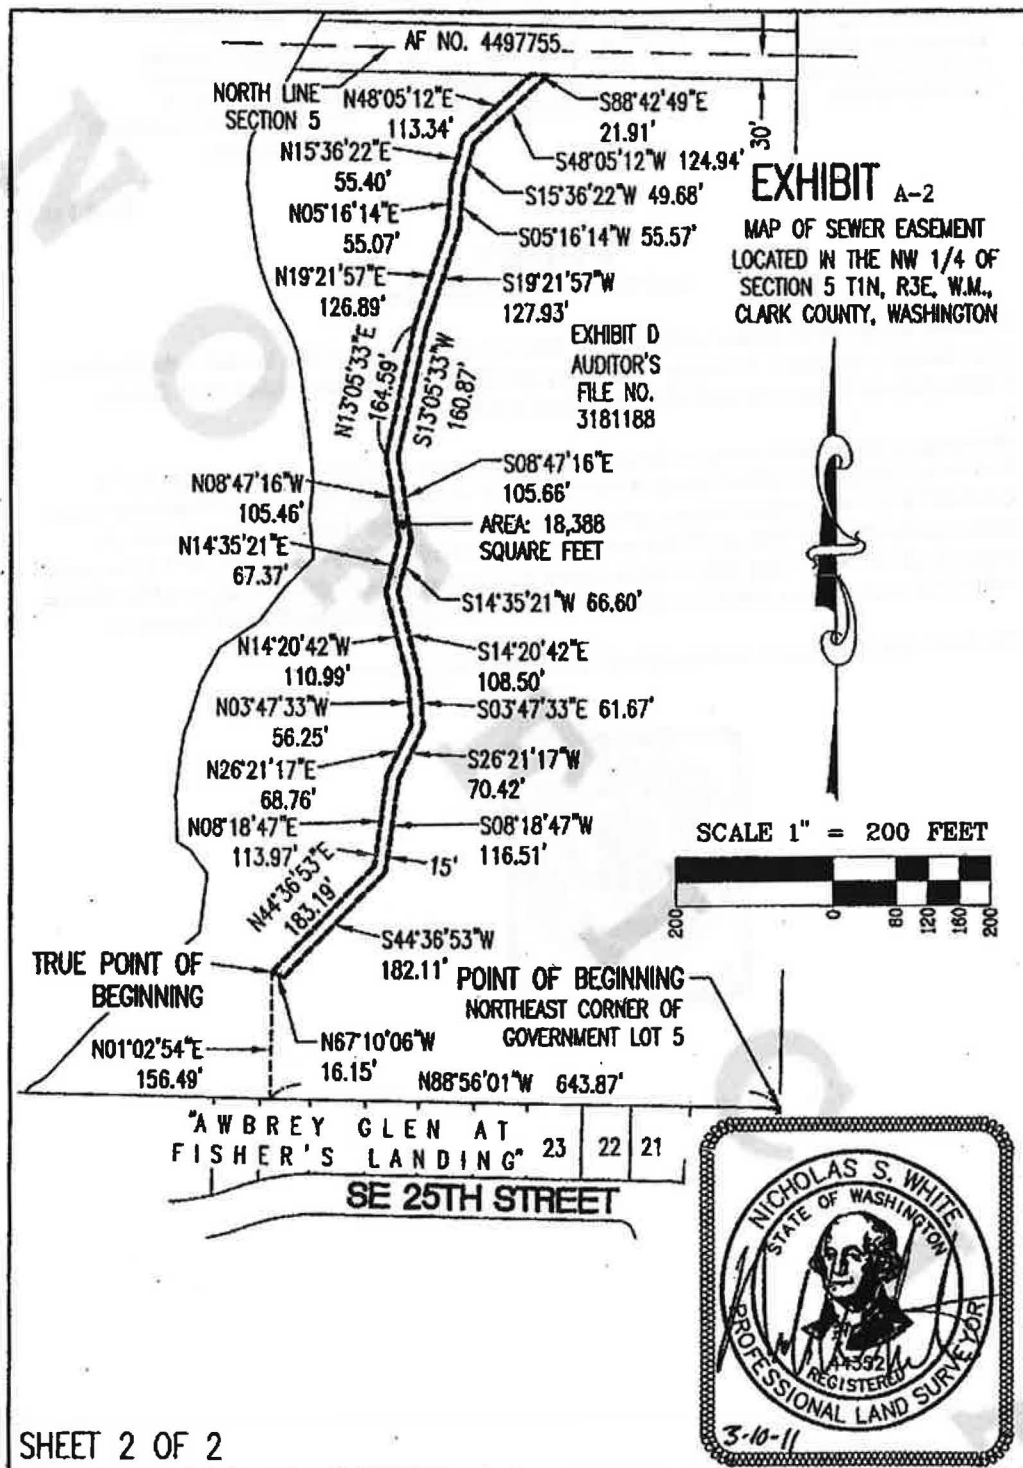 AF NO. 4497755
NORTH LINE
SECTION 5
N48°05'12"E
113.34'
S88°42'49"E
21.91'
30'
N15°36'22"E
55.40'
S48°05'12"W 124.94'
S15°36'22"W 49.68'
N05°16'14"E
55.07'
S05°16'14"W 55.57'
N19°21'57"E
126.89'
S19°21'57"W
127.93'
EXHIBIT A-2
MAP OF SEWER EASEMENT
LOCATED IN THE NW 1/4 OF
SECTION 5 T1N, R3E, W.M.,
CLARK COUNTY, WASHINGTON
N13°05'33"E
164.59'
S13°05'33"W
160.87'
EXHIBIT D
AUDITOR'S
FILE NO.
3181188
N08°47'16"W
105.46'
S08°47'16"E
105.66'
AREA: 18,388
SQUARE FEET
N14°35'21"E
67.37'
S14°35'21"W 66.60'
N14°20'42"W
110.99'
S14°20'42"E
108.50'
N03°47'33"W
56.25'
S03°47'33"E 61.67'
N26°21'17"E
68.76'
S26°21'17"W
70.42'
N08°18'47"E
113.97'
S08°18'47"W
116.51'
15'
SCALE 1" = 200 FEET
200 0 80 120 160 200
N44°36'53"E
183.19'
S44°36'53"W
182.11'
TRUE POINT OF
BEGINNING
POINT OF BEGINNING
NORTHEAST CORNER OF
GOVERNMENT LOT 5
N01°02'54"E
156.49'
N67°10'06"W
16.15'
N88°56'01"W 643.87'
"AWBREY GLEN AT
FISHER'S LANDING"
23 22 21
SE 25TH STREET
NICHOLAS S. WHITE
STATE OF WASHINGTON
44352
REGISTERED
PROFESSIONAL LAND SURVEYOR
3-10-11
SHEET 2 OF 2
NOTICE